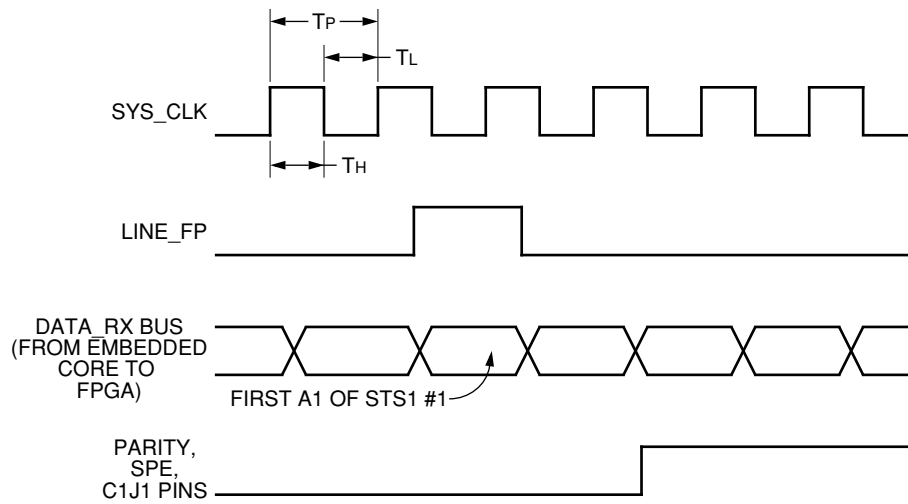 TP
TL
SYS_CLK
TH
LINE_FP
DATA_RX BUS
(FROM EMBEDDED
CORE TO
FPGA)
FIRST A1 OF STS1 #1
PARITY,
SPE,
C1J1 PINS